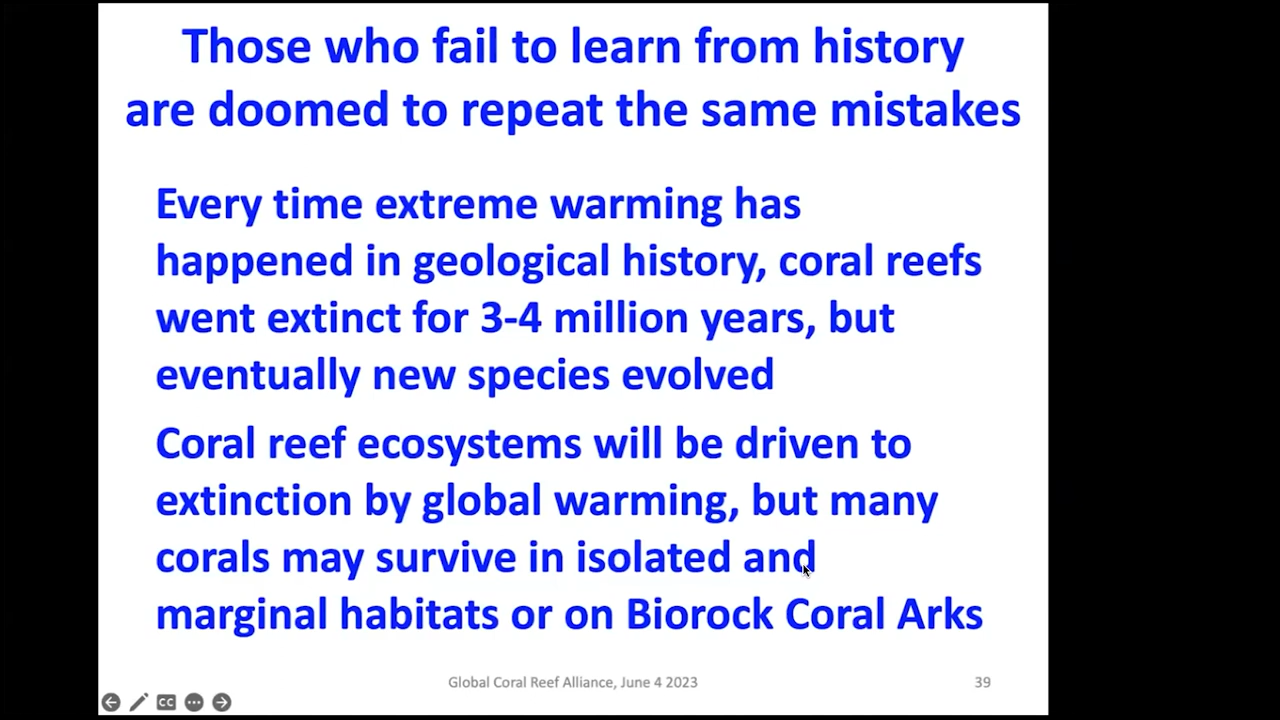 Those who fail to learn from history
are doomed to repeat the same mistakes
Every time extreme warming has
happened in geological history, coral reefs
went extinct for 3-4 million years, but
eventually new species evolved
Coral reef ecosystems will be driven to
extinction by global warming, but many
corals may survive in isolated and
marginal habitats or on Biorock Coral Arks
Global Coral Reef Alliance, June 4 2023
39
CC